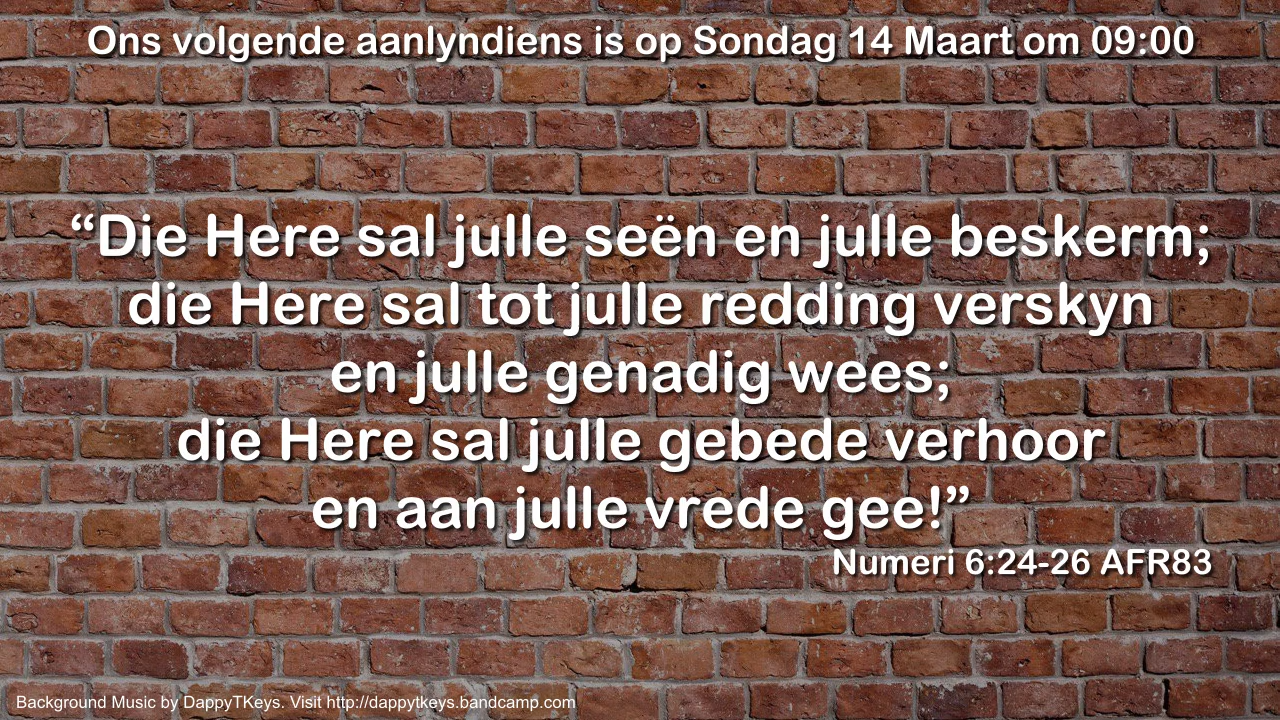 Ons volgende aanlyndiens is op Sondag 14 Maart om 09:00
“Die Here sal julle seën en julle beskerm;
die Here sal tot julle redding verskyn
en julle genadig wees;
die Here sal julle gebede verhoor
en aan julle vrede gee!”
Numeri 6:24-26 AFR83
Background Music by DappyTKeys. Visit http://dappytkeys.bandcamp.com